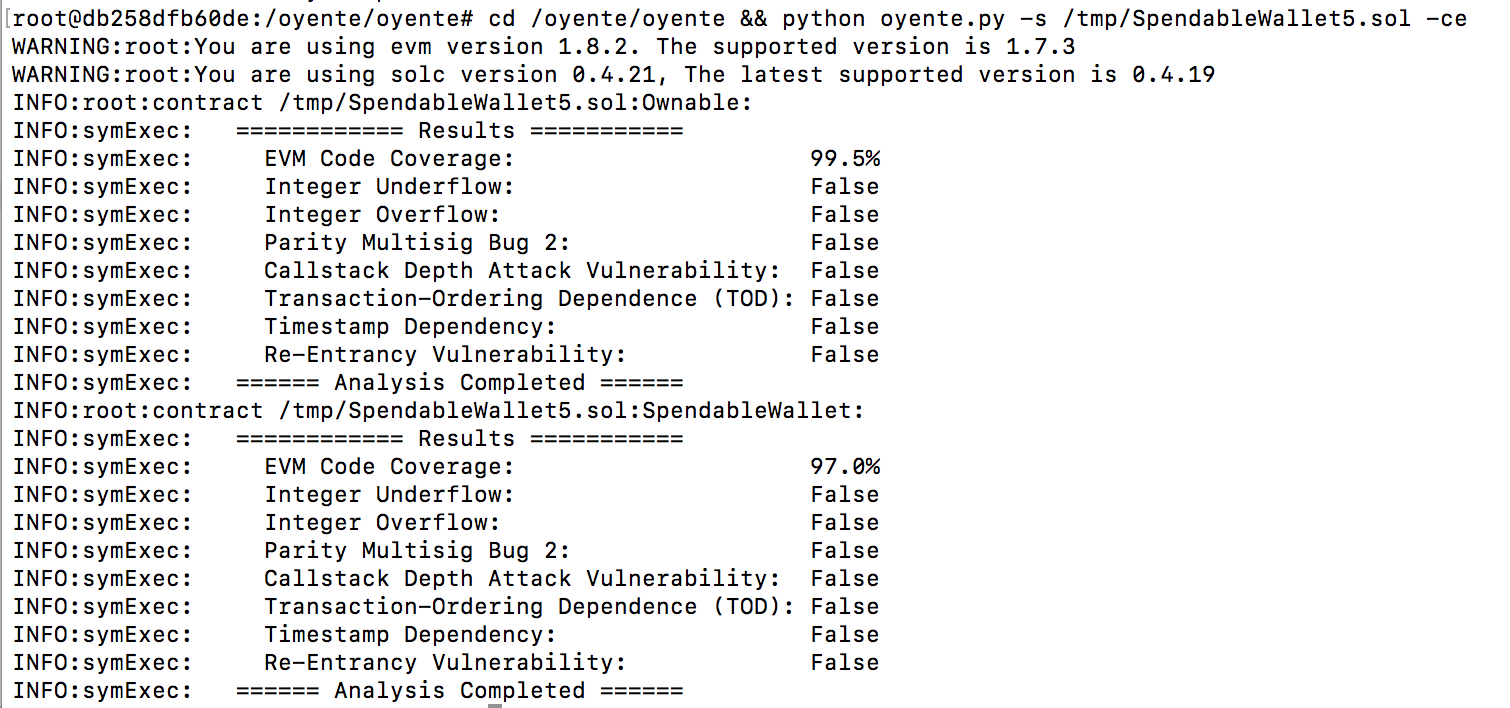 [root@db258dfb60de:/oyente/oyente# cd /oyente/oyente && python oyente.py -s /tmp/SpendableWallet5.sol -ce
WARNING:root:You are using evm version 1.8.2. The supported version is 1.7.3
WARNING:root:You are using solc version 0.4.21, The latest supported version is 0.4.19
INFO:root:contract /tmp/SpendableWallet5.sol:Ownable:
INFO:symExec:   ============ Results ===========
INFO:symExec:     EVM Code Coverage:                     99.5%
INFO:symExec:     Integer Underflow:                     False
INFO:symExec:     Integer Overflow:                      False
INFO:symExec:     Parity Multisig Bug 2:                 False
INFO:symExec:     Callstack Depth Attack Vulnerability:  False
INFO:symExec:     Transaction-Ordering Dependence (TOD): False
INFO:symExec:     Timestamp Dependency:                  False
INFO:symExec:     Re-Entrancy Vulnerability:             False
INFO:symExec:   ====== Analysis Completed ======
INFO:root:contract /tmp/SpendableWallet5.sol:SpendableWallet:
INFO:symExec:   ============ Results ===========
INFO:symExec:     EVM Code Coverage:                     97.0%
INFO:symExec:     Integer Underflow:                     False
INFO:symExec:     Integer Overflow:                      False
INFO:symExec:     Parity Multisig Bug 2:                 False
INFO:symExec:     Callstack Depth Attack Vulnerability:  False
INFO:symExec:     Transaction-Ordering Dependence (TOD): False
INFO:symExec:     Timestamp Dependency:                  False
INFO:symExec:     Re-Entrancy Vulnerability:             False
INFO:symExec:   ====== Analysis Completed ======